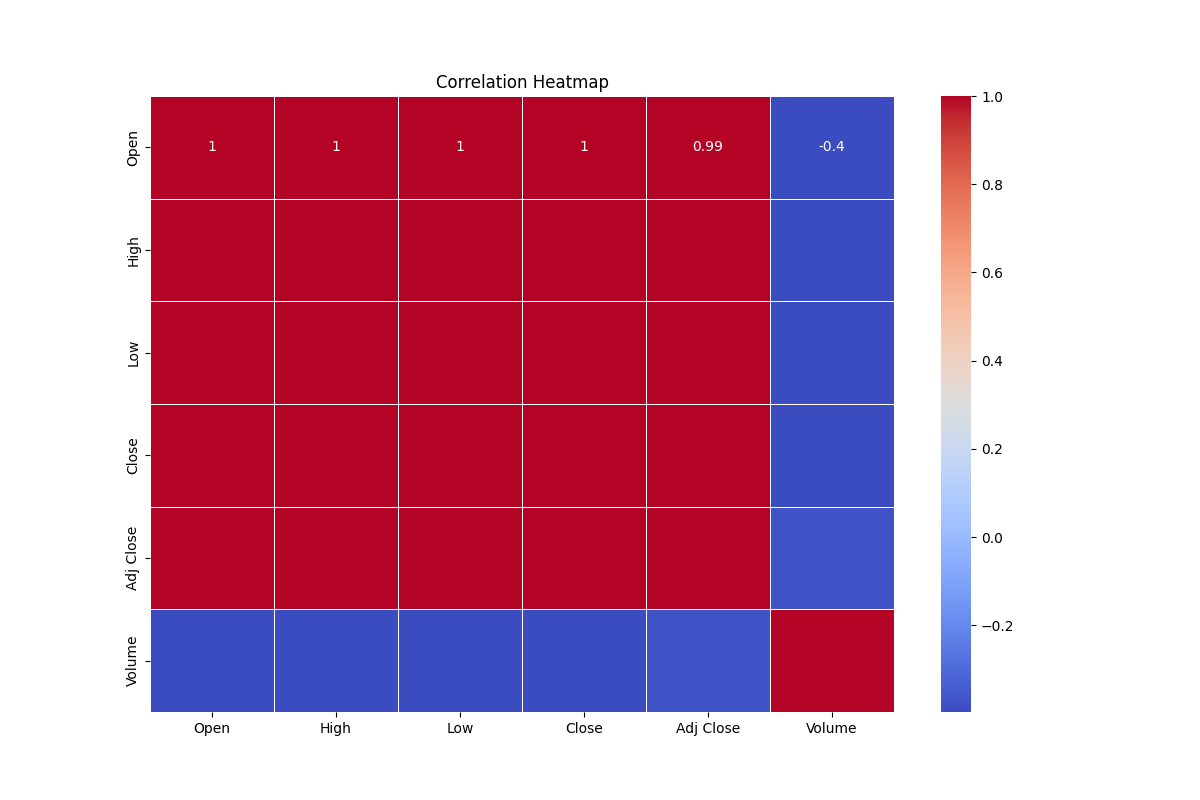 Correlation Heatmap
Open 1 1 1 1 0.99 -0.4
High
Low
Close
Adj Close
Volume
Open High Low Close Adj Close Volume
1.0
0.8
0.6
0.4
0.2
0.0
−0.2